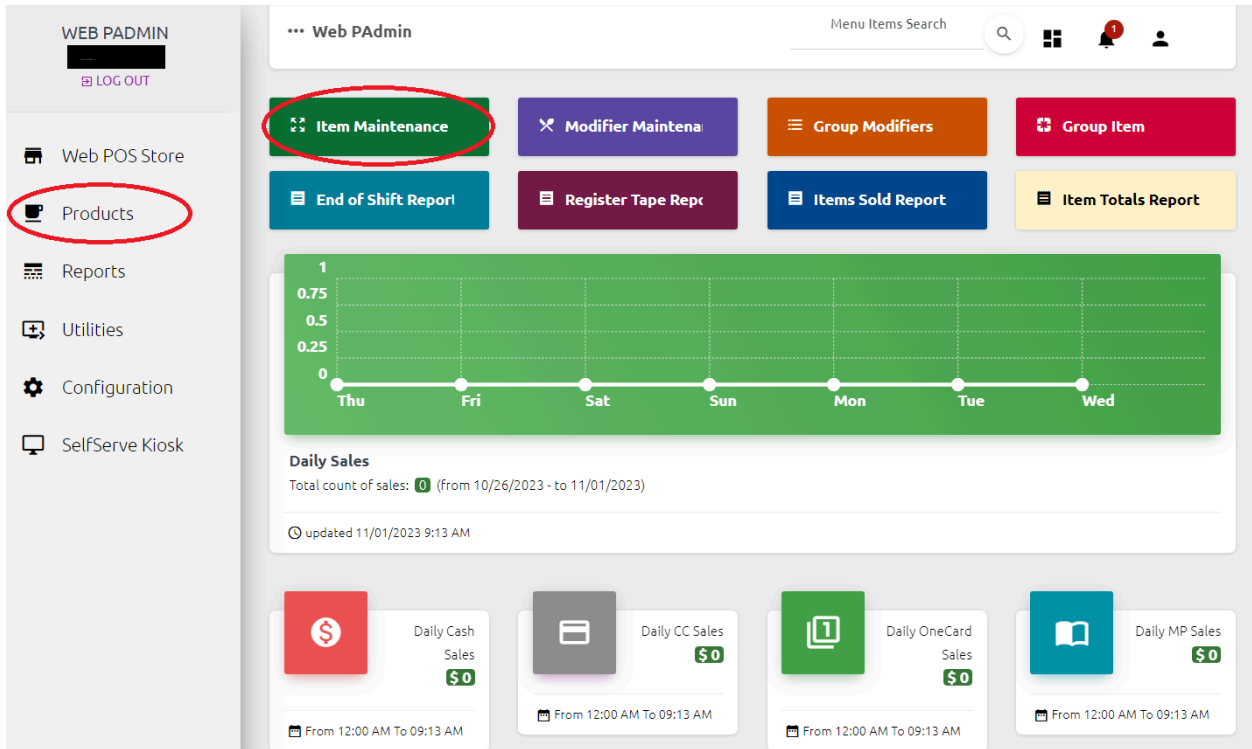 WEB PADMIN
LOG OUT
Web POS Store
Products
Reports
Utilities
Configuration
SelfServe Kiosk
••• Web PAdmin
Menu Items Search
1
Item Maintenance
Modifier Maintena
Group Modifiers
Group Item
End of Shift Report
Register Tape Repo
Items Sold Report
Item Totals Report
1
0.75
0.5
0.25
0
Thu Fri Sat Sun Mon Tue Wed
Daily Sales
Total count of sales: 0 (from 10/26/2023 - to 11/01/2023)
updated 11/01/2023 9:13 AM
Daily Cash
Sales
$ 0
From 12:00 AM To 09:13 AM
Daily CC Sales
$ 0
From 12:00 AM To 09:13 AM
1
Daily OneCard
Sales
$ 0
From 12:00 AM To 09:13 AM
Daily MP Sales
$ 0
From 12:00 AM To 09:13 AM